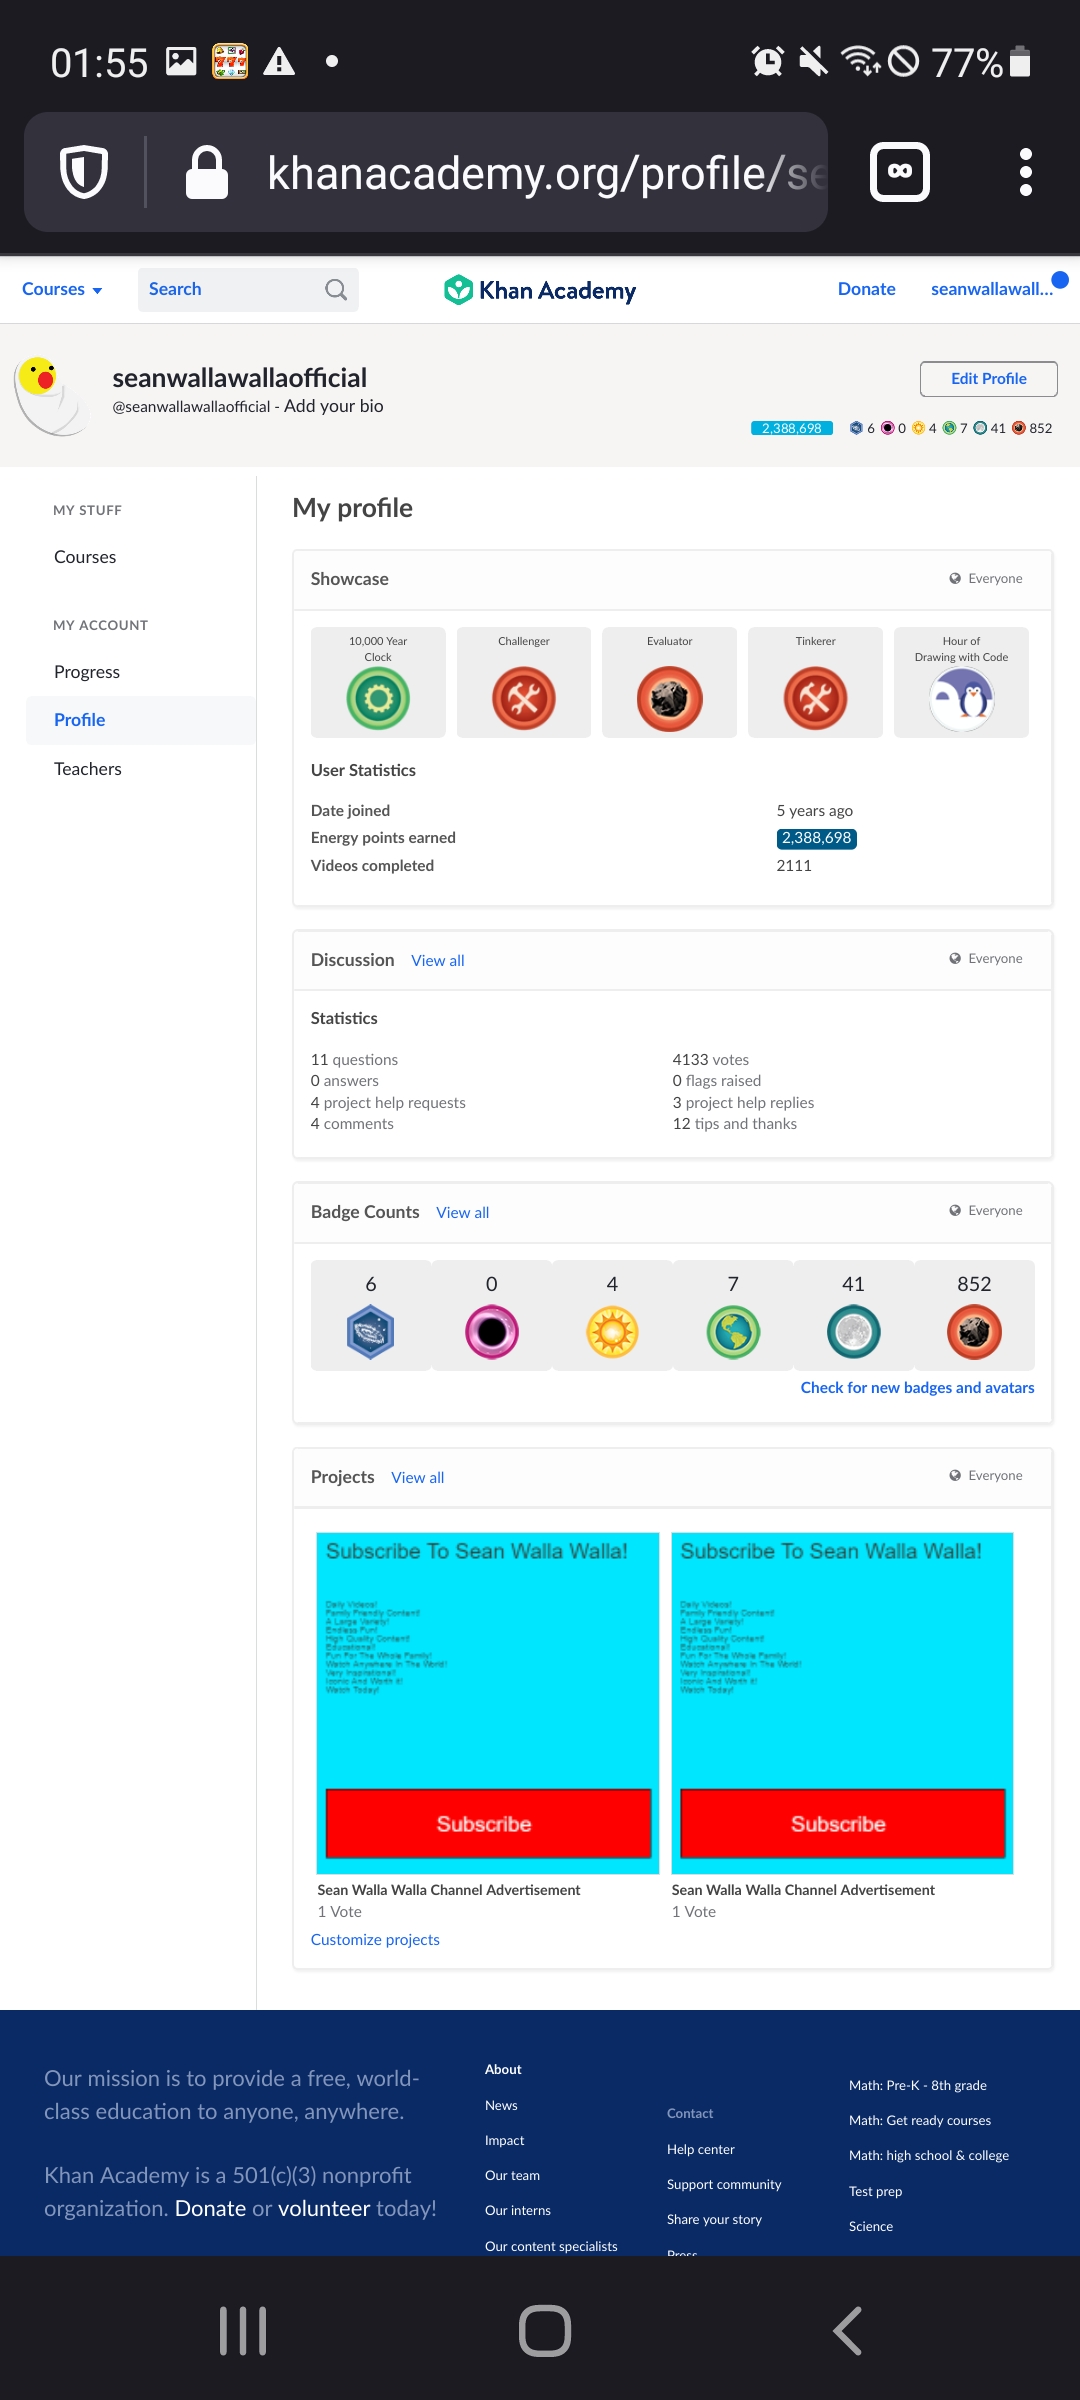 01:55
77%
khanacademy.org/profile/se
Courses
Search
Khan Academy
Donate
seanwallawall...
seanwallawallaofficial
@seanwallawallaofficial - Add your bio
Edit Profile
2,388,698 6 0 4 7 41 852
MY STUFF
Courses
MY ACCOUNT
Progress
Profile
Teachers
My profile
Showcase
Everyone
10,000 Year
Clock
Challenger
Evaluator
Tinkerer
Hour of
Drawing with Code
User Statistics
Date joined 5 years ago
Energy points earned 2,388,698
Videos completed 2111
Discussion View all
Everyone
Statistics
11 questions
0 answers
4 project help requests
4 comments
4133 votes
0 flags raised
3 project help replies
12 tips and thanks
Badge Counts View all
Everyone
6 0 4 7 41 852
Check for new badges and avatars
Projects View all
Everyone
Subscribe To Sean Walla Walla!
Daily Videos!
Family Friendly Content!
A Large Variety!
Endless Fun!
High Quality Content!
Educational!
Fun For The Whole Family!
Watch Anywhere In The World!
Very Inspirational!
Iconic And Worth It!
Watch Today!
Subscribe
Sean Walla Walla Channel Advertisement
1 Vote
Subscribe To Sean Walla Walla!
Daily Videos!
Family Friendly Content!
A Large Variety!
Endless Fun!
High Quality Content!
Educational!
Fun For The Whole Family!
Watch Anywhere In The World!
Very Inspirational!
Iconic And Worth It!
Watch Today!
Subscribe
Sean Walla Walla Channel Advertisement
1 Vote
Customize projects
Our mission is to provide a free, world-
class education to anyone, anywhere.
Khan Academy is a 501(c)(3) nonprofit
organization. Donate or volunteer today!
About
News
Impact
Our team
Our interns
Our content specialists
Contact
Help center
Support community
Share your story
Press
Math: Pre-K - 8th grade
Math: Get ready courses
Math: high school & college
Test prep
Science